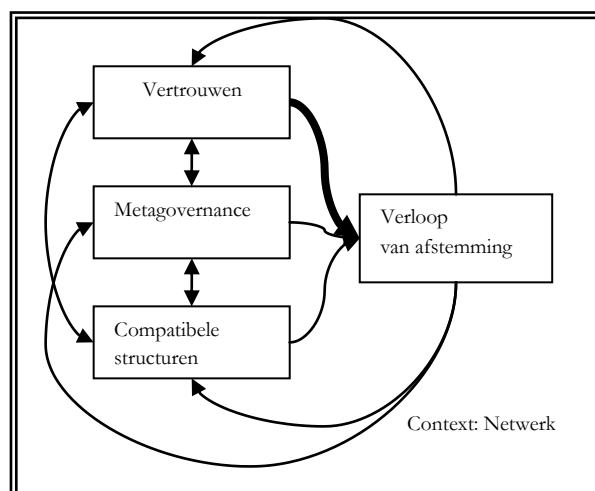 Vertrouwen
Metagovernance
Verloop
van afstemming
Compatibele
structuren
Context: Netwerk